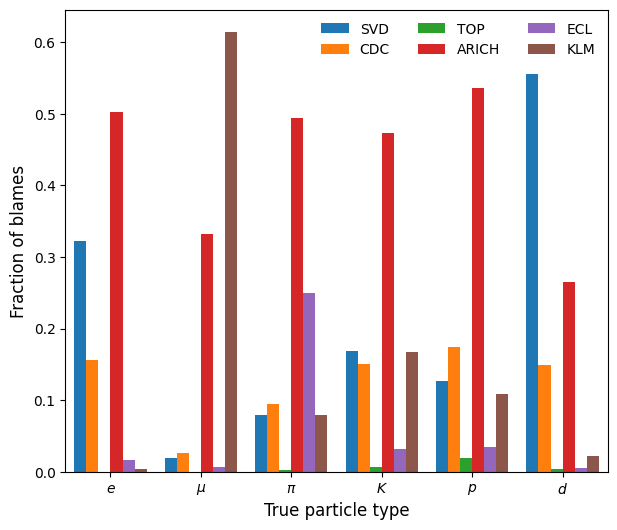 SVD TOP ECL
CDC ARICH KLM
Fraction of blames
0.6
0.5
0.4
0.3
0.2
0.1
0.0
e μ π K p d
True particle type